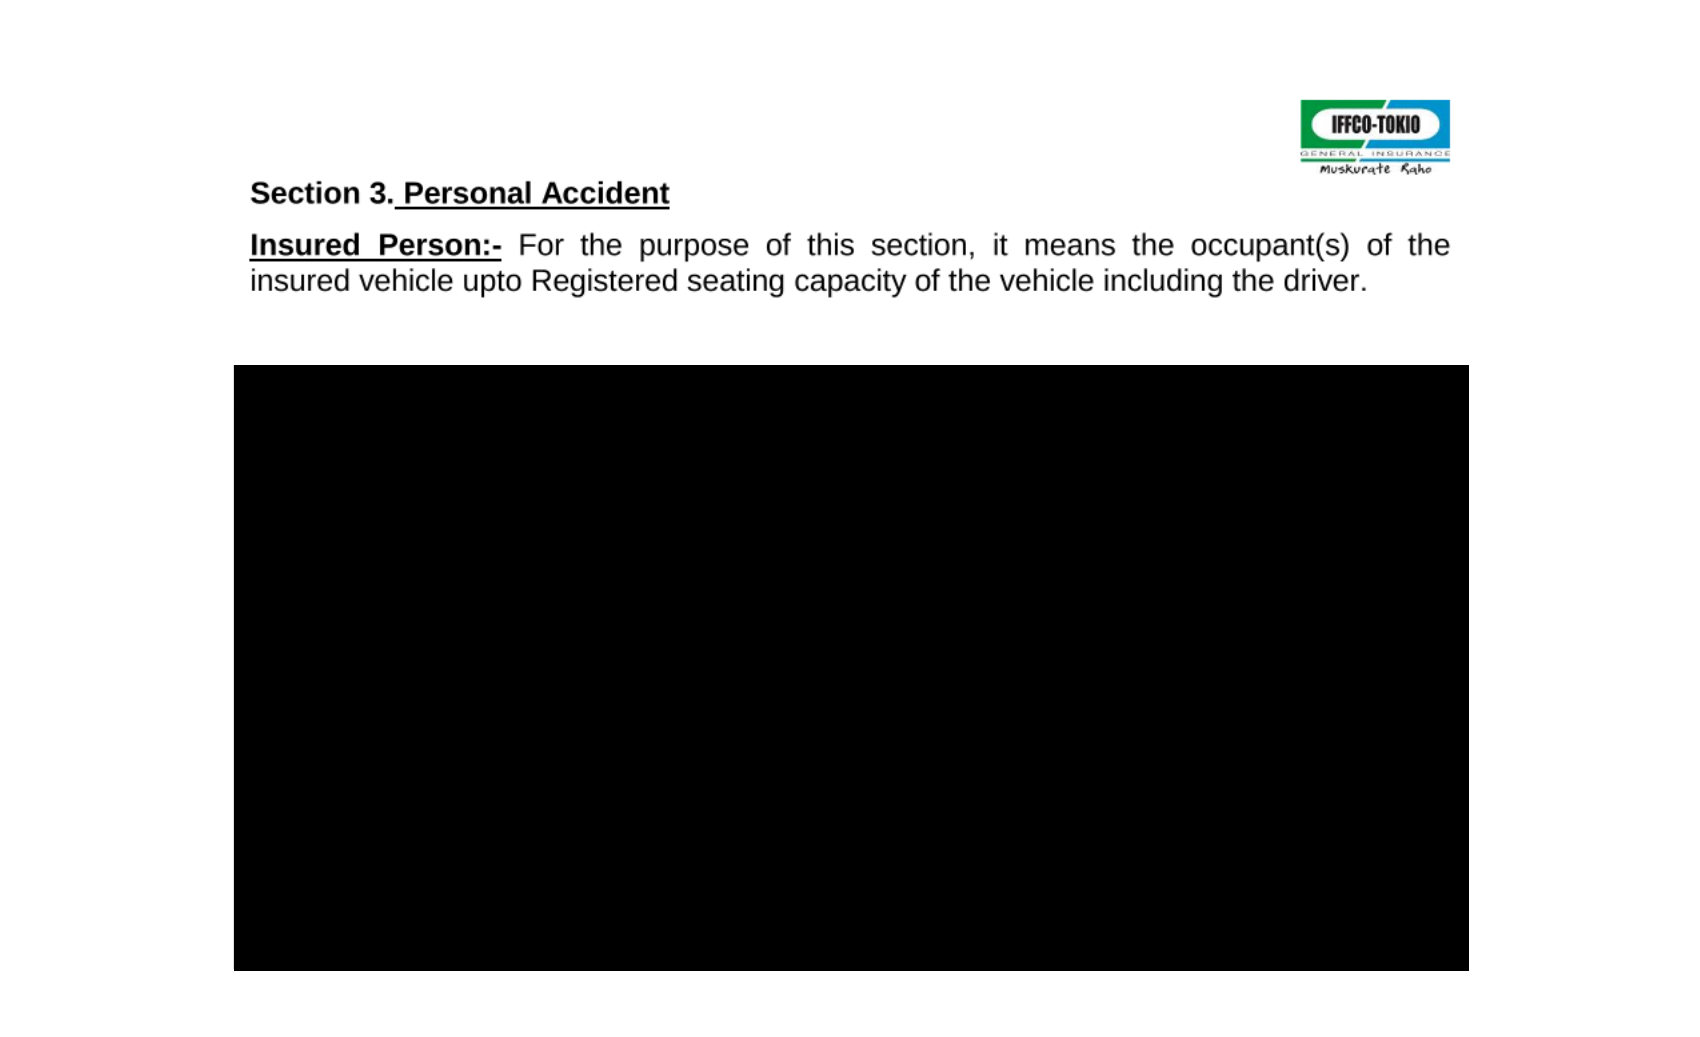 IFFCO-TOKIO
GENERAL INSURANCE
Muskurate Raho
Section 3. Personal Accident
Insured Person:- For the purpose of this section, it means the occupant(s) of the
insured vehicle upto Registered seating capacity of the vehicle including the driver.